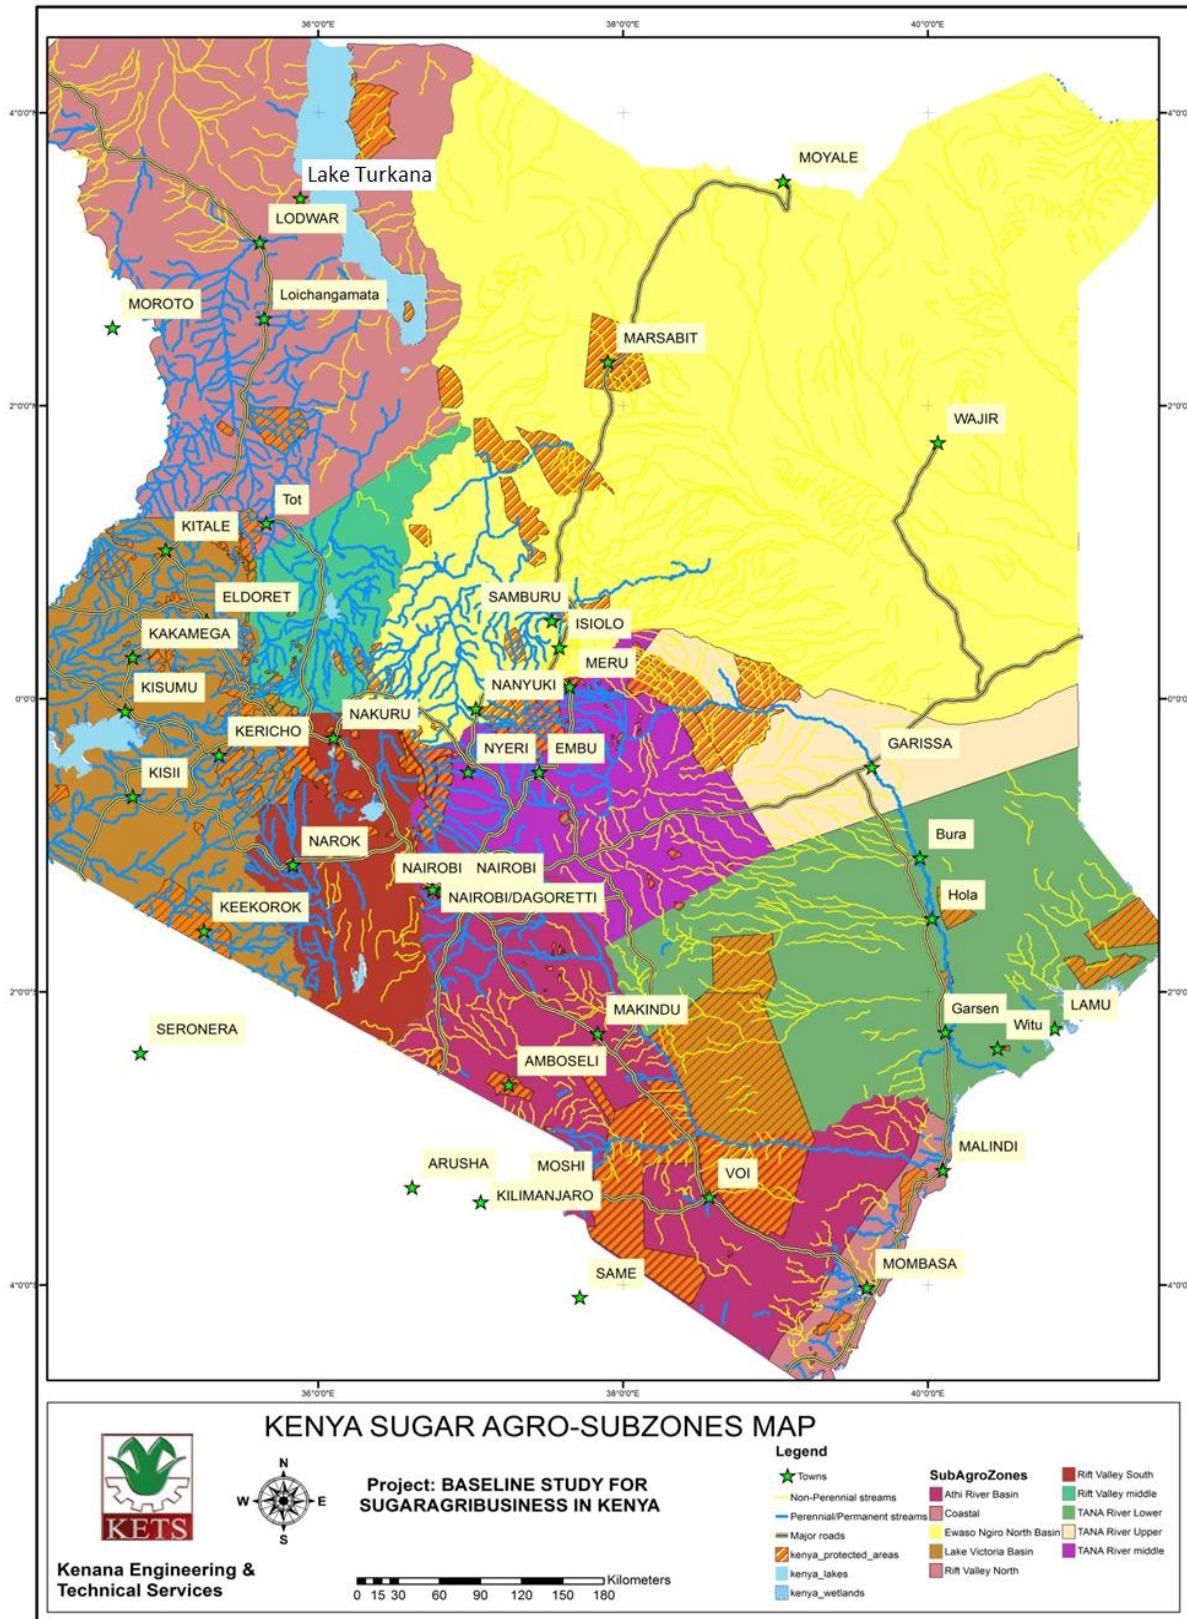 36°0'0"E 38°0'0"E 40°0'0"E
4°0'0"N
MOYALE
Lake Turkana
LODWAR
MOROTO
Loichangamata
MARSABIT
2°0'0"N
WAJIR
Tot
KITALE
ELDORET
SAMBURU
ISIOLO
KAKAMEGA
MERU
KISUMU
NANYUKI
0°0'0"
KERICHO
NAKURU
NYERI
EMBU
GARISSA
KISII
Bura
NAROK
NAIROBI
NAIROBI
Hola
NAIROBI/DAGORETTI
KEEKOROK
2°0'0"S
MAKINDU
Garsen
Witu
LAMU
SERONERA
AMBOSELI
MALINDI
ARUSHA
MOSHI
VOI
KILIMANJARO
MOMBASA
SAME
4°0'0"S
36°0'0"E 38°0'0"E 40°0'0"E
KENYA SUGAR AGRO-SUBZONES MAP
KETS
Kenana Engineering &
Technical Services
N
W E
S
Project: BASELINE STUDY FOR
SUGARAGRIBUSINESS IN KENYA
Kilometers
0 15 30 60 90 120 150 180
Legend
Towns
Non-Perennial streams
Perennial/Permanent streams
Major roads
kenya_protected_areas
kenya_lakes
kenya_wetlands
SubAgroZones
Athi River Basin
Coastal
Ewaso Ngiro North Basin
Lake Victoria Basin
Rift Valley North
Rift Valley South
Rift Valley middle
TANA River Lower
TANA River Upper
TANA River middle